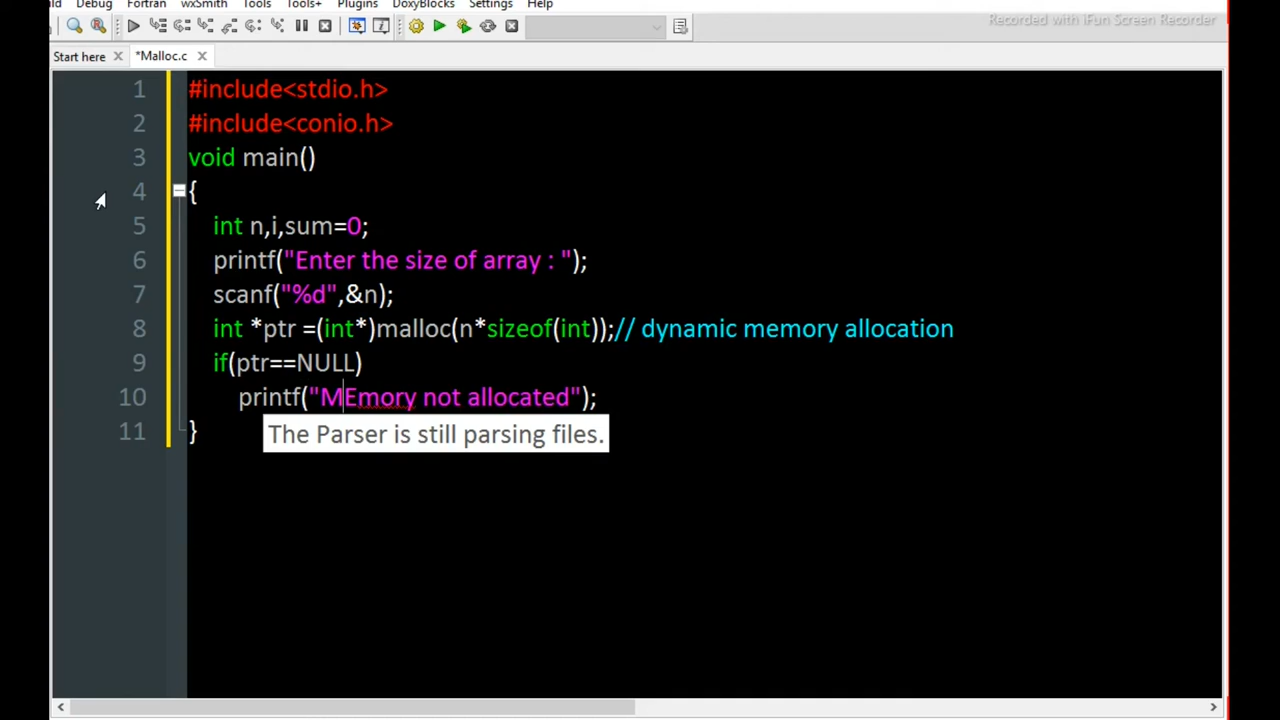 ld Debug Fortran wxSmith Tools Tools+ Plugins DoxyBlocks Settings Help
Recorded with iFun Screen Recorder
Start here *Malloc.c
1 #include<stdio.h>
2 #include<conio.h>
3 void main()
4 {
5 int n,i,sum=0;
6 printf("Enter the size of array : ");
7 scanf("%d",&n);
8 int *ptr =(int*)malloc(n*sizeof(int));// dynamic memory allocation
9 if(ptr==NULL)
10 printf("MEmory not allocated");
11 }
The Parser is still parsing files.